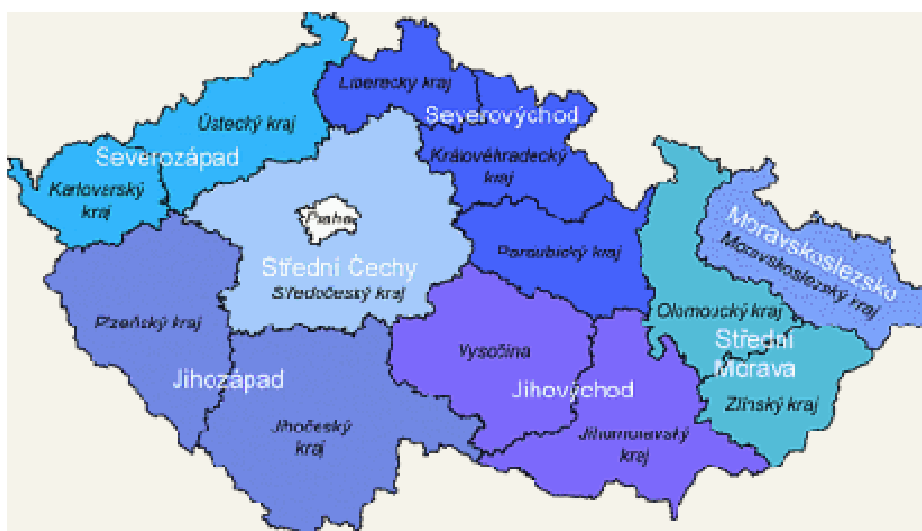 Liberecký kraj
Severovýchod
Ústecký kraj
Severozápad
Královéhradecký
kraj
Karlovarský
kraj
Praha
Moravskoslezsko
Moravskoslezský kraj
Pardubický kraj
Střední Čechy
Středočeský kraj
Olomoucký kraj
Plzeňský kraj
Vysočina
Střední
Morava
Jihozápad
Jihovýchod
Zlínský kraj
Jihočeský
kraj
Jihomoravský
kraj